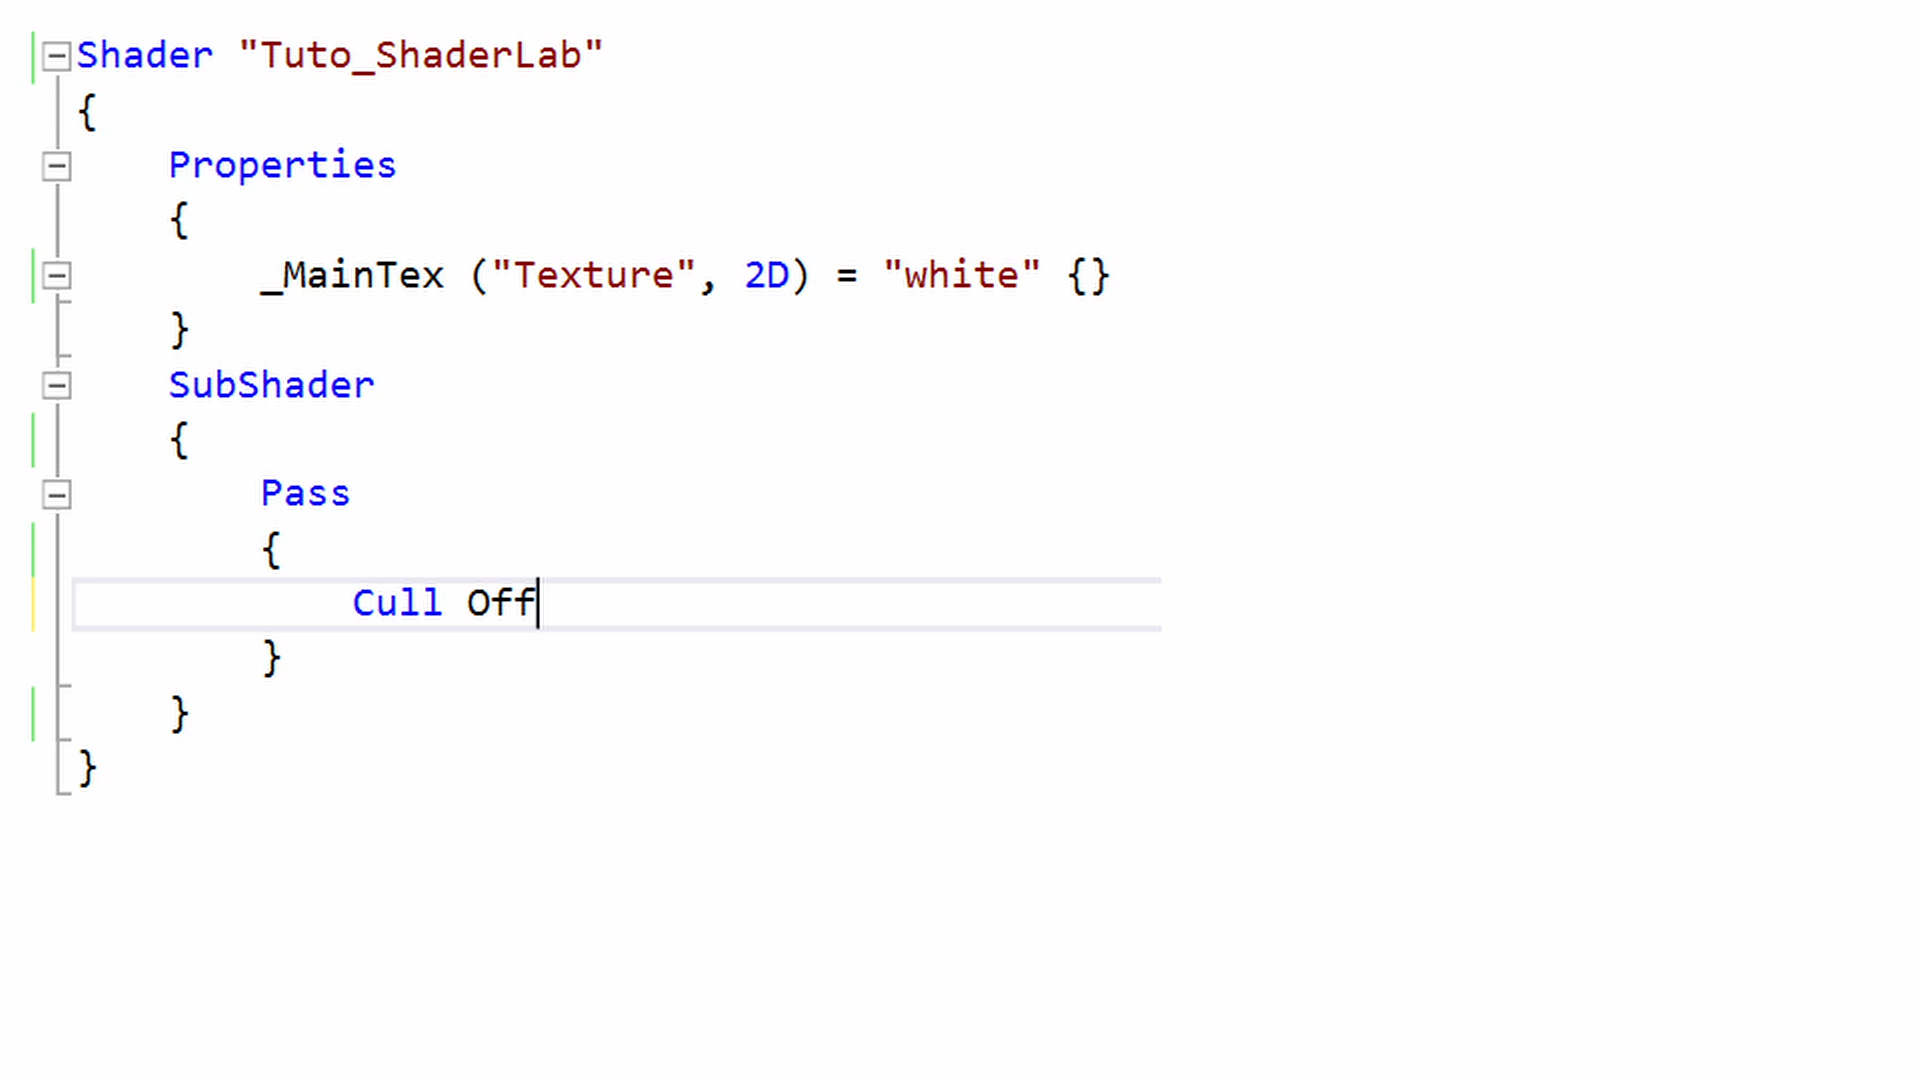 Shader "Tuto_ShaderLab"
{
    Properties
    {
        _MainTex ("Texture", 2D) = "white" {}
    }
    SubShader
    {
        Pass
        {
            Cull Off
        }
    }
}